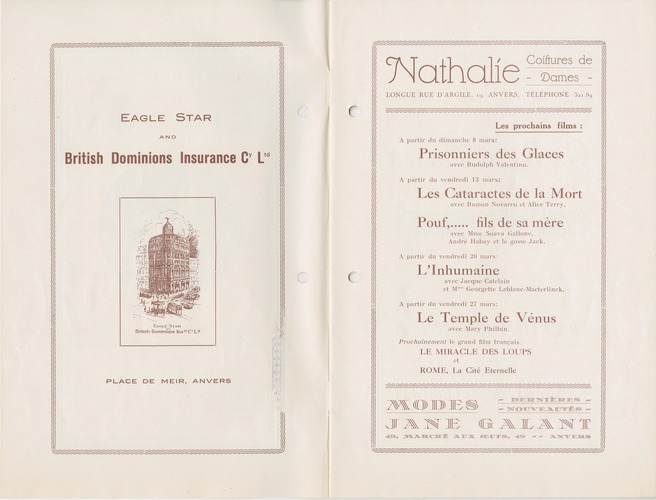 EAGLE STAR
AND
British Dominions Insurance Cy Ltd
EAGLE STAR
British Dominions Insce Cy Ld
PLACE DE MEIR, ANVERS
Nathalie
Coiffures de
- Dames -
LONGUE RUE D'ARGILE, 19, ANVERS, TÉLÉPHONE 321.89
Les prochains films :
A partir du dimanche 8 mars:
Prisonniers des Glaces
avec Rudolph Valentino.
A partir du vendredi 13 mars:
Les Cataractes de la Mort
avec Ramon Novarro et Alice Terry.
Pouf,..... fils de sa mère
avec Mme Suava Gallone,
André Habay et le gosse Jack.
A partir du vendredi 20 mars:
L'Inhumaine
avec Jacque Catelain
et Mme Georgette Leblanc-Maeterlinck.
A partir du vendredi 27 mars:
Le Temple de Vénus
avec Mary Philbin.
Prochainement le grand film français
LE MIRACLE DES LOUPS
et
ROME, La Cité Eternelle
MODES
- DERNIÈRES -
- NOUVEAUTÉS -
JANE GALANT
49, MARCHÉ AUX ŒUFS, 49 -- ANVERS